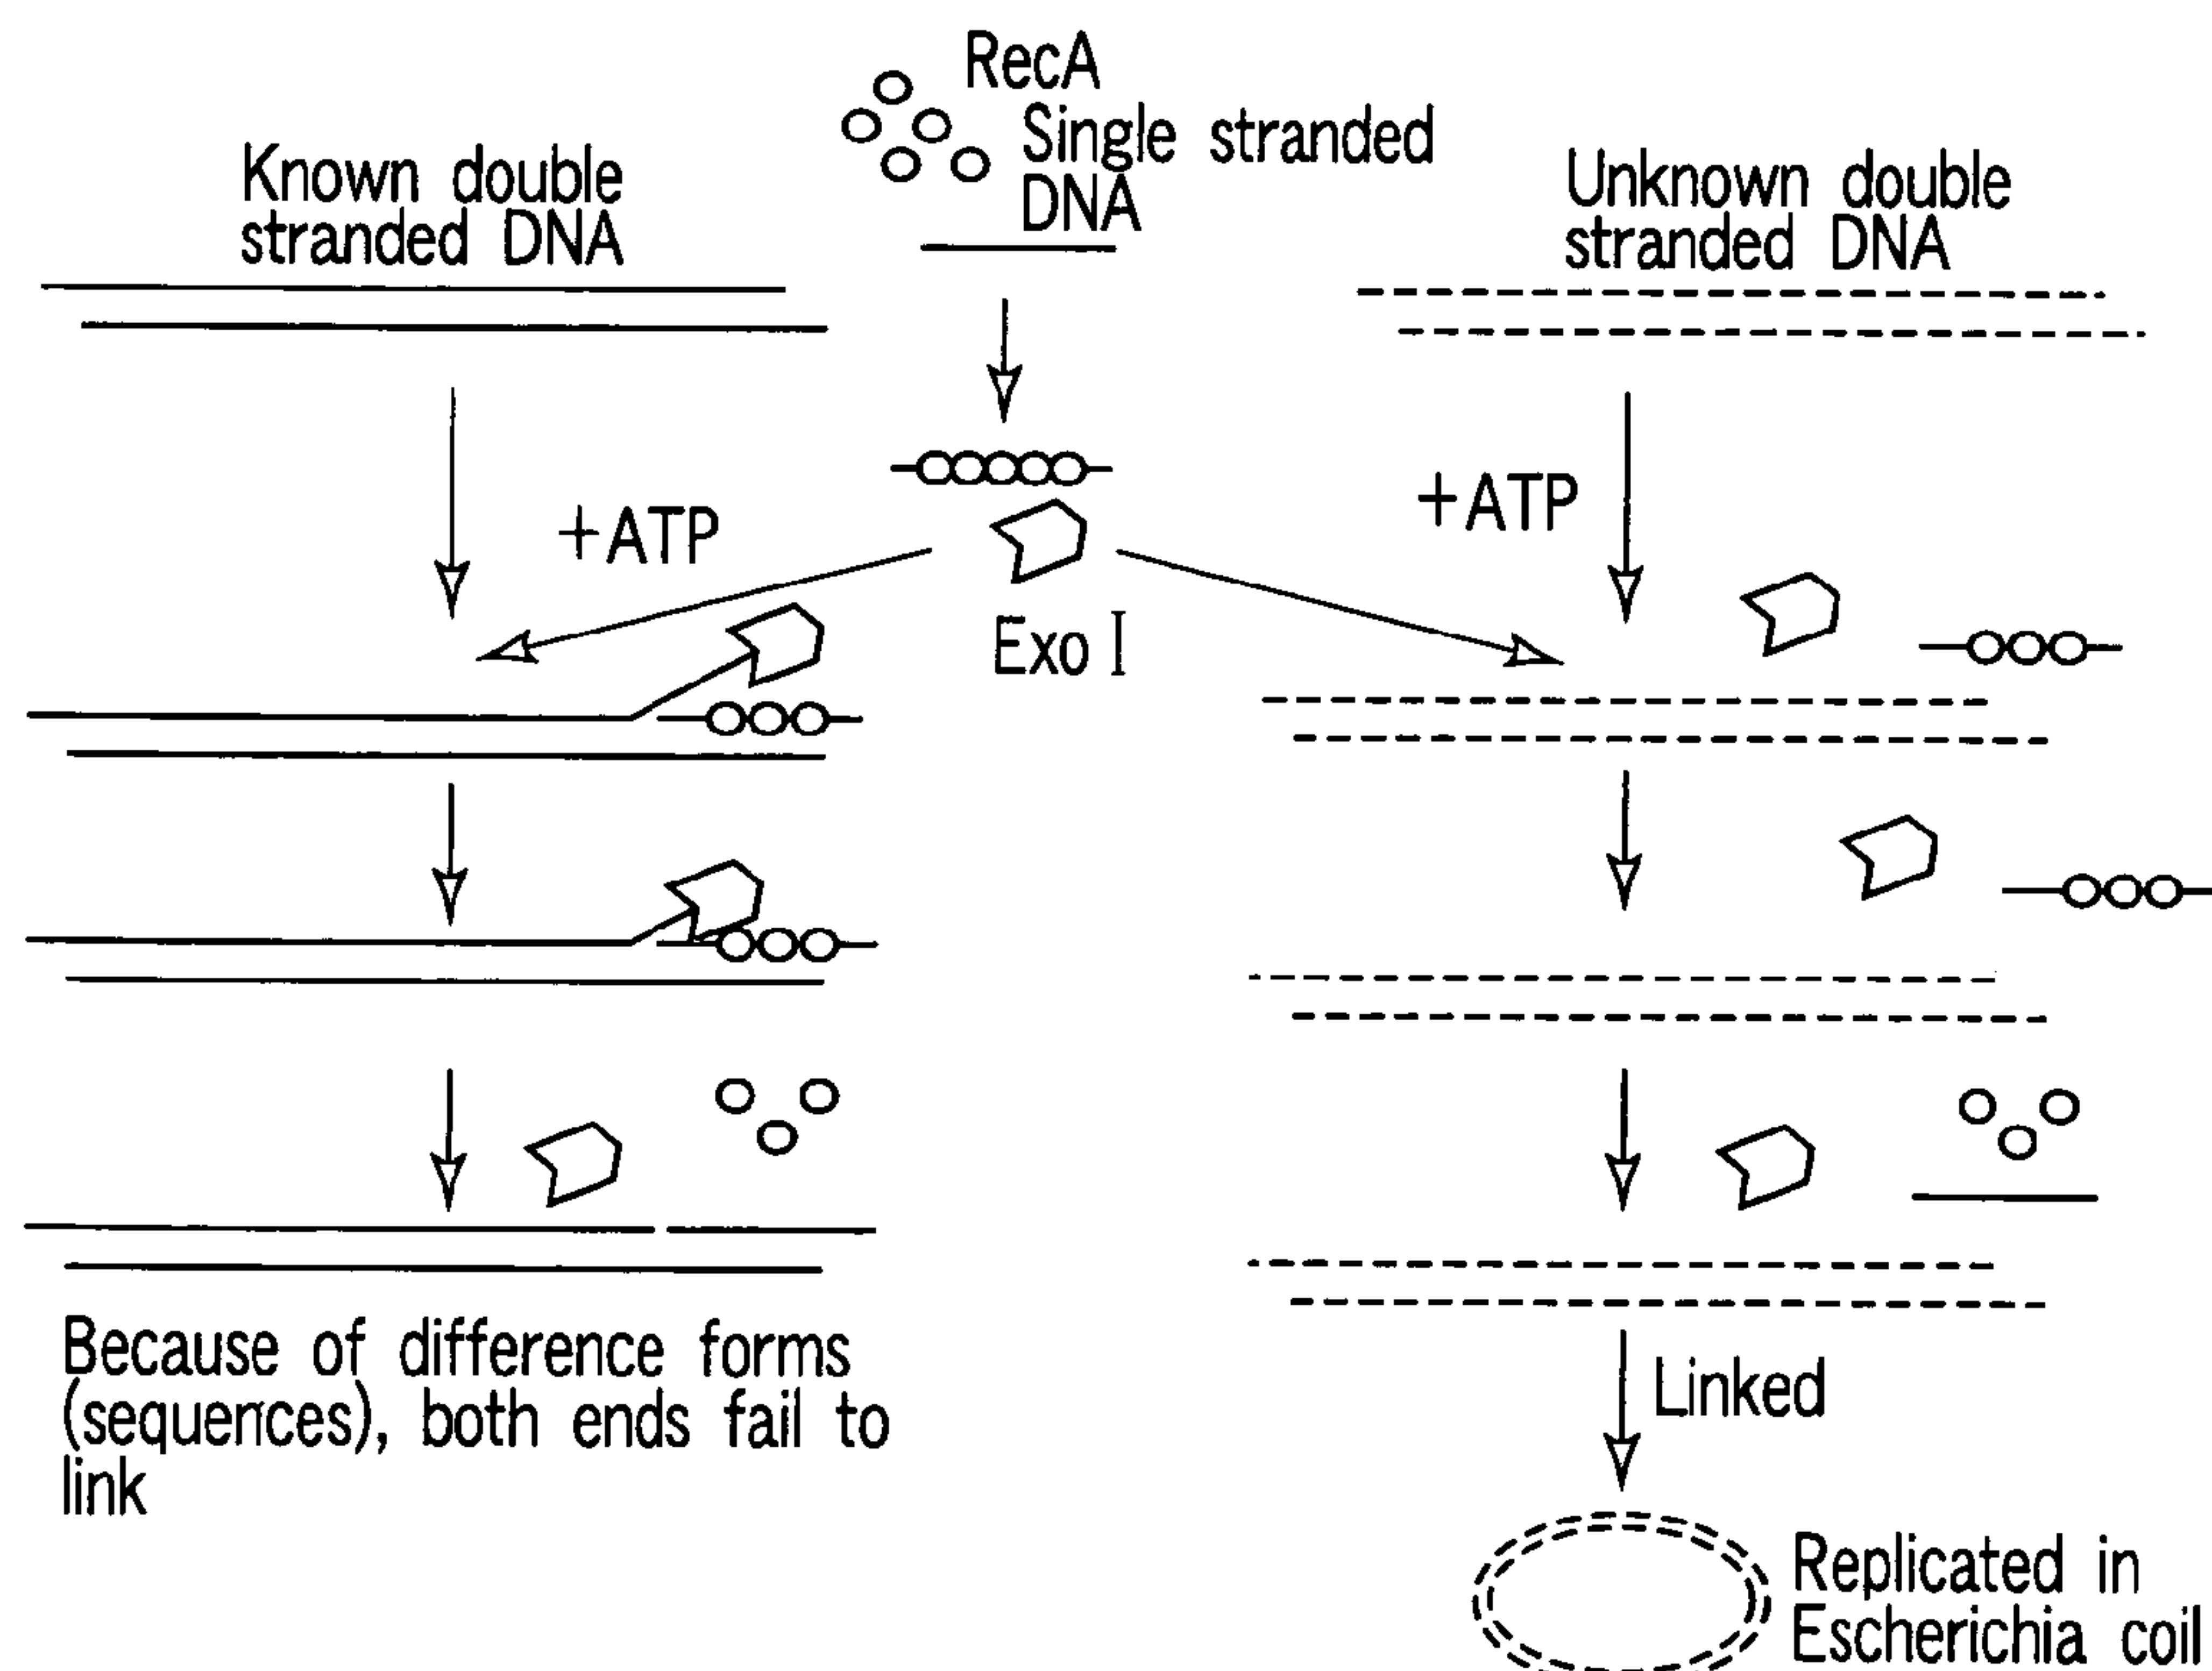 RecA
Single stranded
DNA
Known double
stranded DNA
Unknown double
stranded DNA
+ATP
+ATP
Exo I
Because of difference forms
(sequences), both ends fail to
link
Linked
Replicated in
Escherichia coil